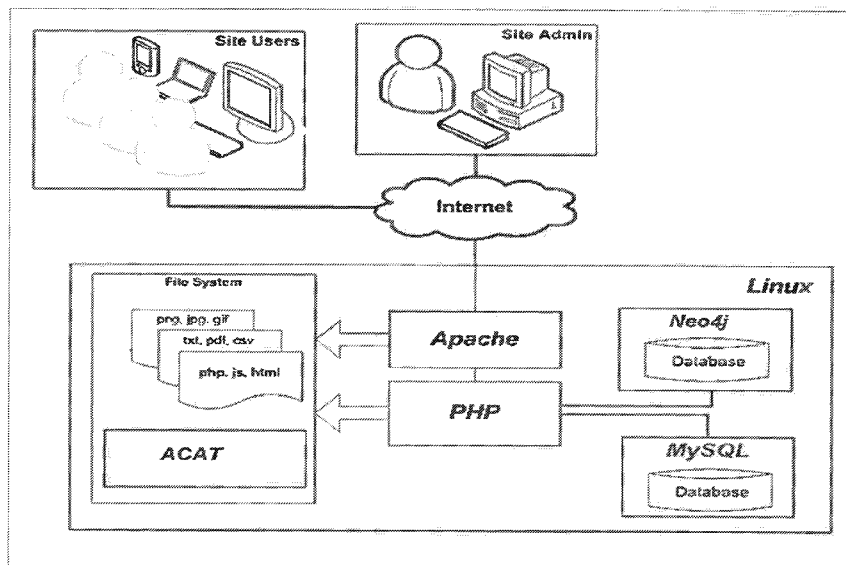 Site Users
Site Admin
Internet
File System
png, jpg, gif
txt, pdf, csv
php, js, html
ACAT
Apache
PHP
Linux
Neo4j
Database
MySQL
Database